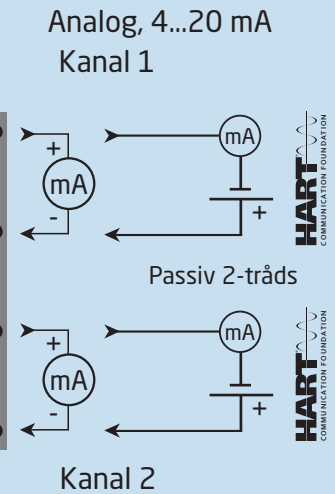 Analog, 4...20 mA
Kanal 1
+
mA
-
mA
+
HART
COMMUNICATION FOUNDATION
Passiv 2-tråds
+
mA
-
mA
+
HART
COMMUNICATION FOUNDATION
Kanal 2